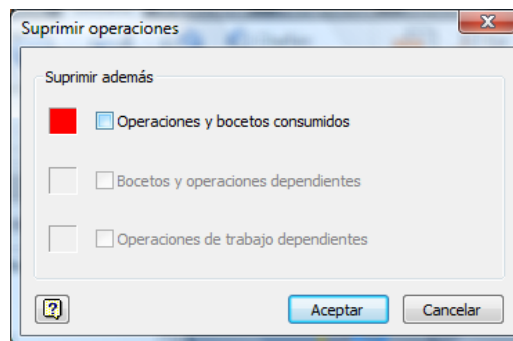 Suprimir operaciones
Suprimir además
Operaciones y bocetos consumidos
Bocetos y operaciones dependientes
Operaciones de trabajo dependientes
Aceptar Cancelar